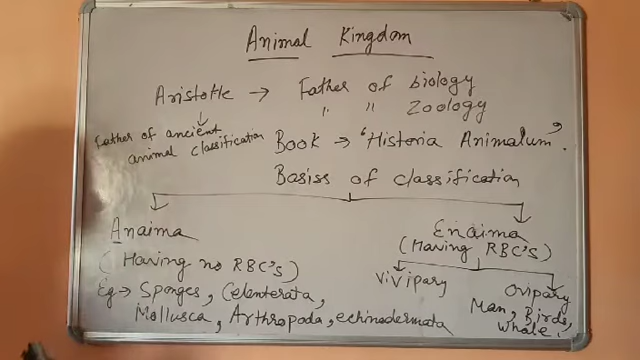 Animal Kingdom
Aristotle → Father of biology
" " Zoology
Father of ancient
animal classification
Book → 'Historia Animalum'.
Basiss of classification
Anaima
(Having no RBC's)
Eg → Sponges, Celenterata,
Mollusca, Arthropoda, echinodermata
Enaima
(Having RBC's)
Vivipary
Ovipary
Man, Birds,
whale.